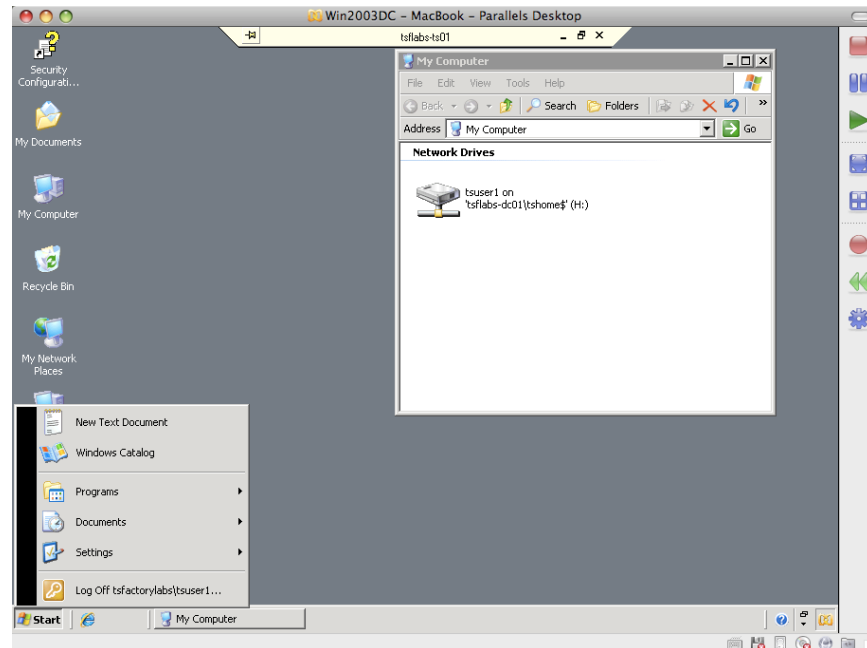 Win2003DC - MacBook - Parallels Desktop
tsflabs-ts01
Security
Configurati...
My Documents
My Computer
Recycle Bin
My Network
Places
My Computer
File Edit View Tools Help
Back Search Folders »
Address My Computer Go
Network Drives
tsuser1 on
'tsflabs-dc01\tshome$' (H:)
New Text Document
Windows Catalog
Programs
Documents
Settings
Log Off tsfactorylabs\tsuser1...
Start My Computer